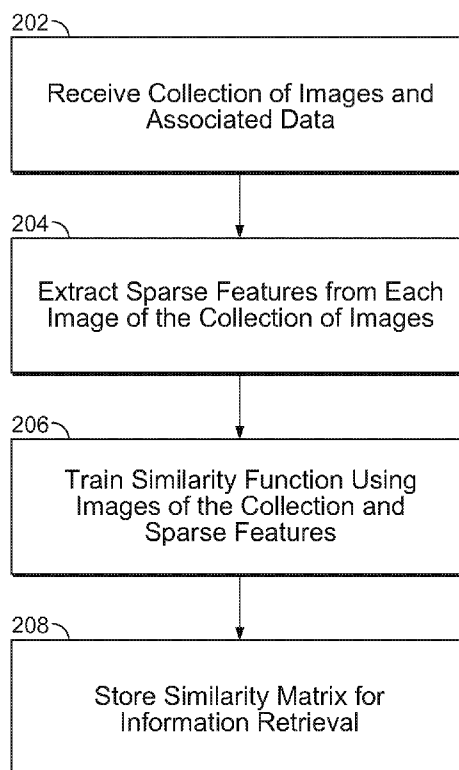 202
Receive Collection of Images and
Associated Data
204
Extract Sparse Features from Each
Image of the Collection of Images
206
Train Similarity Function Using
Images of the Collection and
Sparse Features
208
Store Similarity Matrix for
Information Retrieval